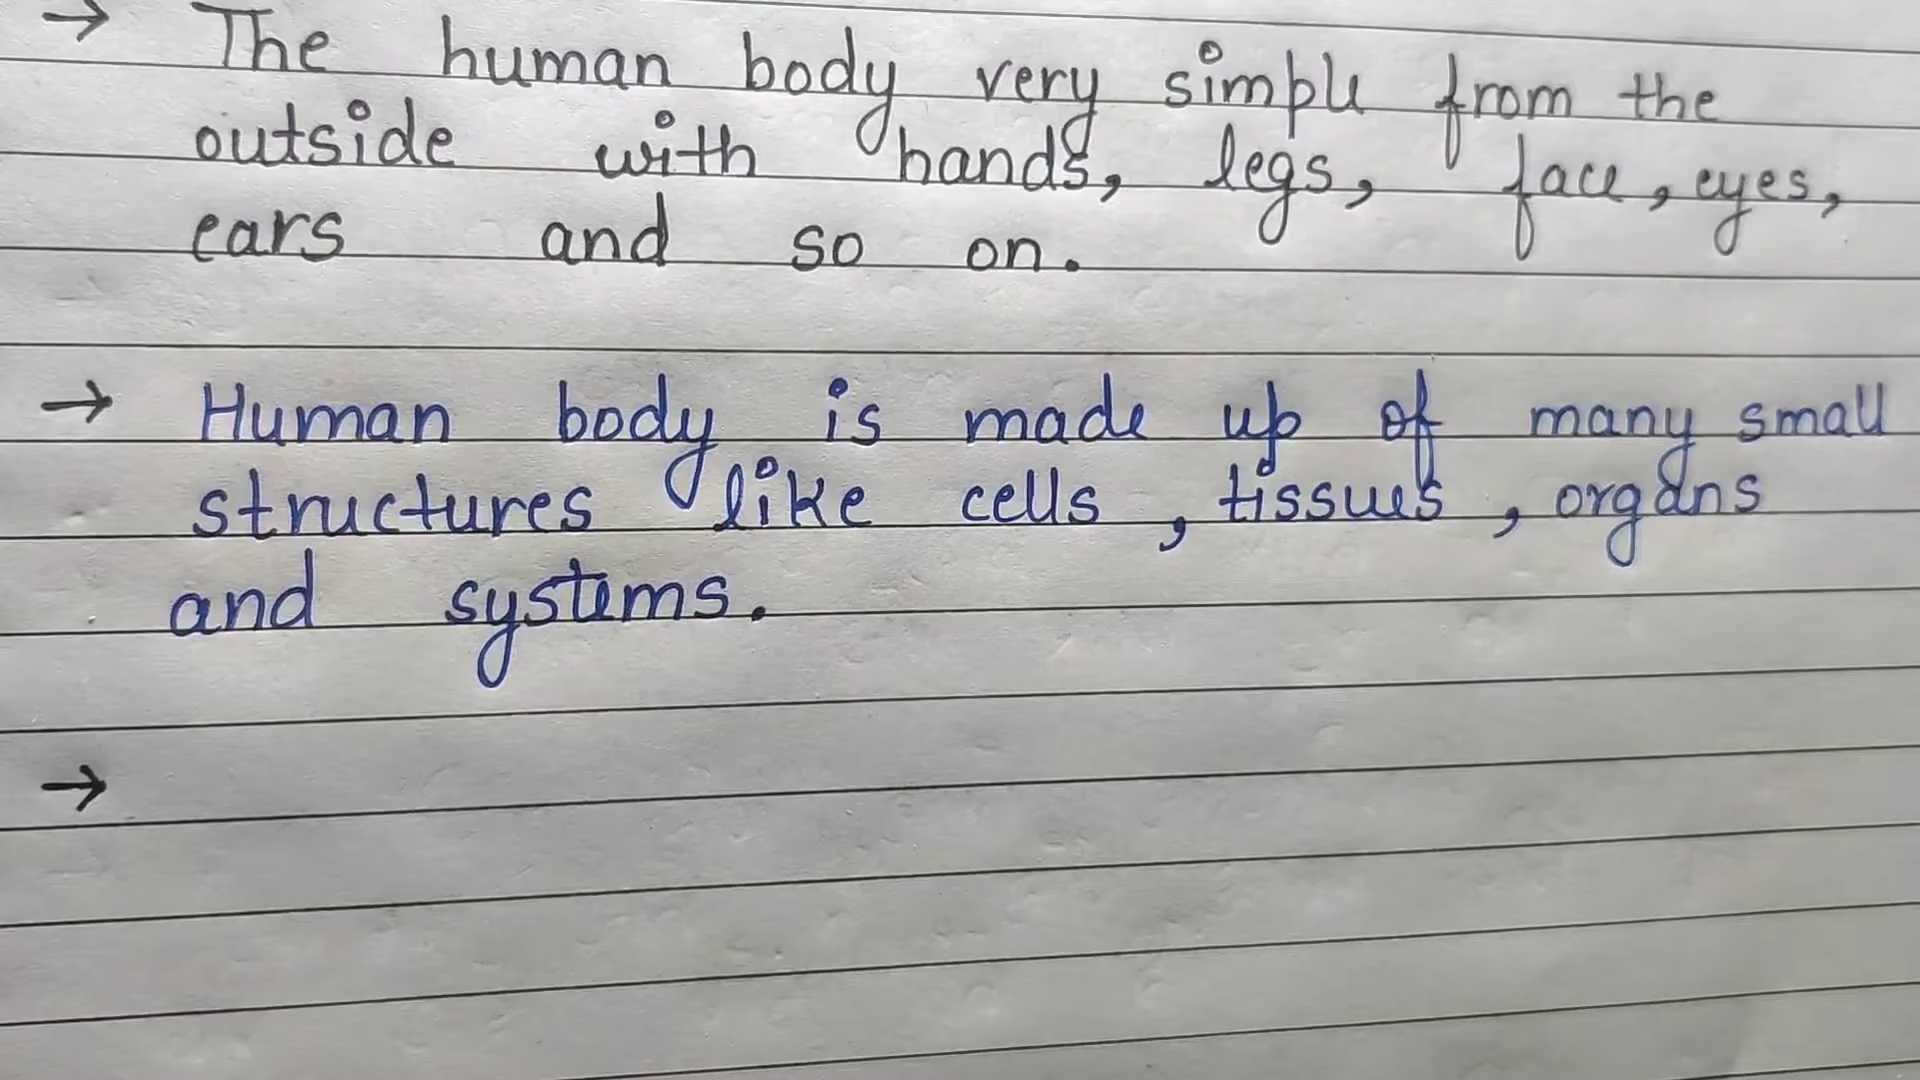 → The human body very simple from the
outside with hands, legs, face, eyes,
ears and so on.
→ Human body is made up of many small
structures like cells, tissues, organs
and systems.
→